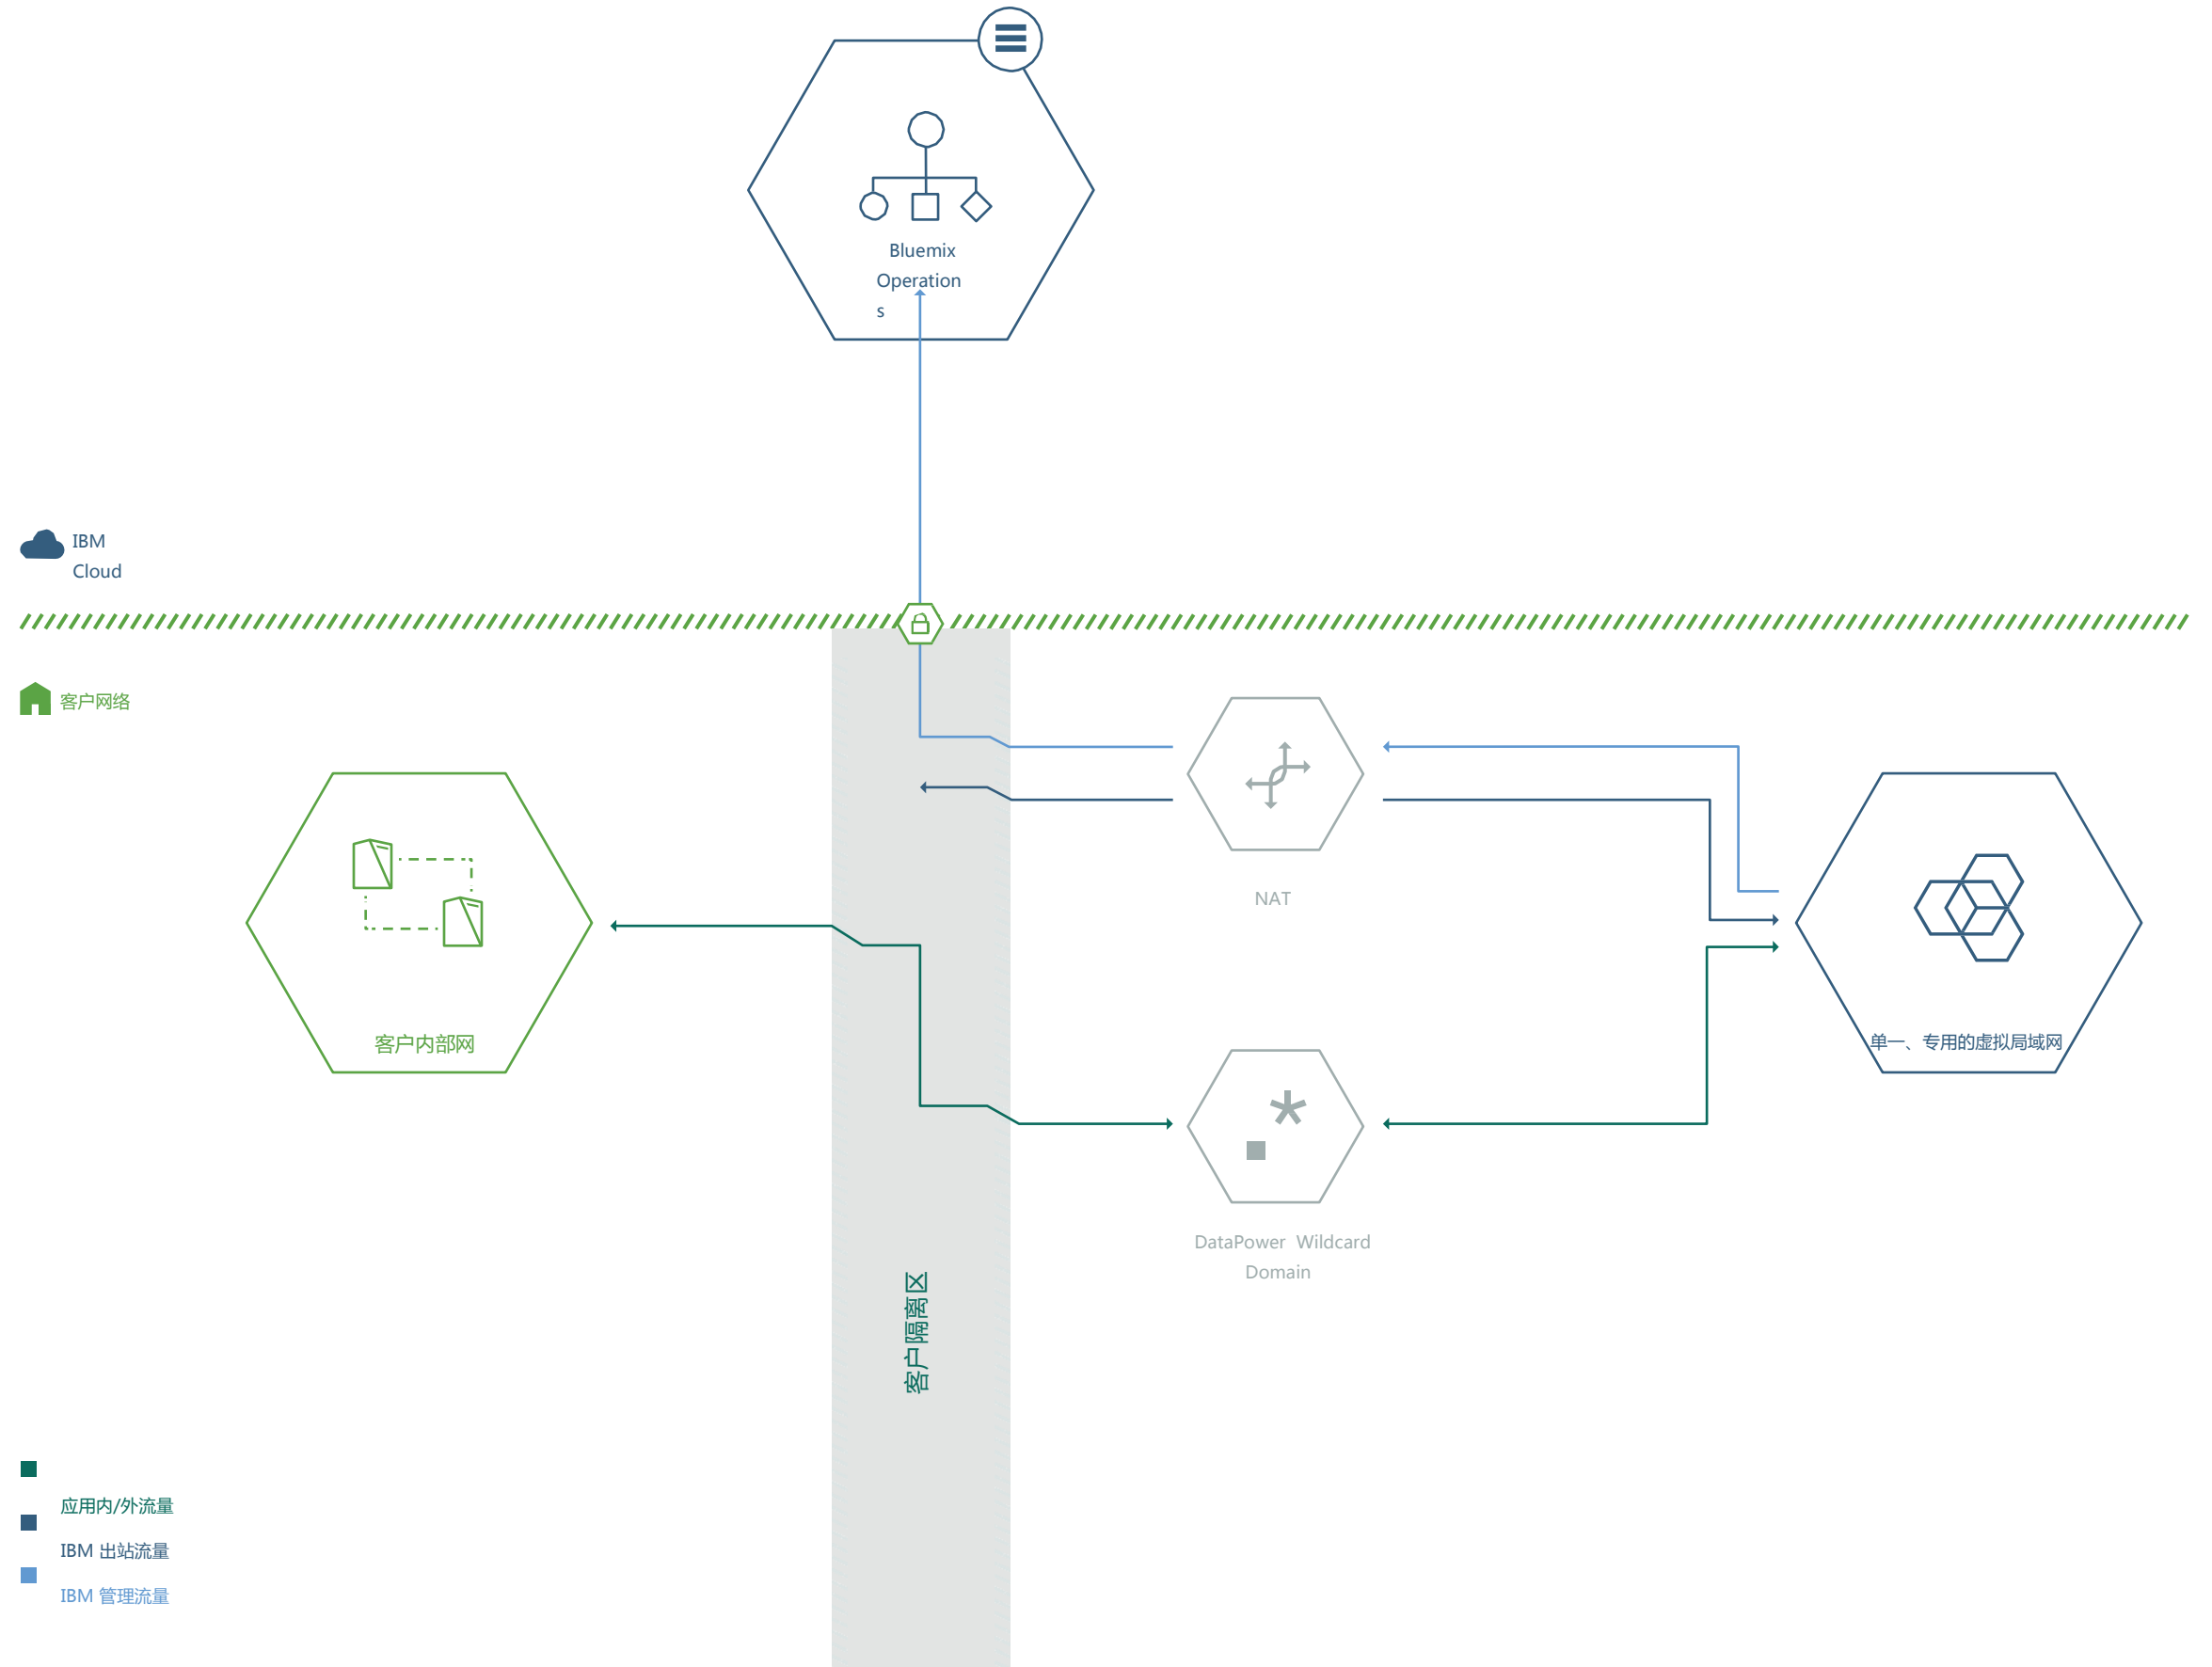 Bluemix
Operation
s
IBM
Cloud
客户网络
NAT
客户内部网
单一、专用的虚拟局域网
DataPower Wildcard
Domain
客户隔离区
应用内/外流量
IBM 出站流量
IBM 管理流量